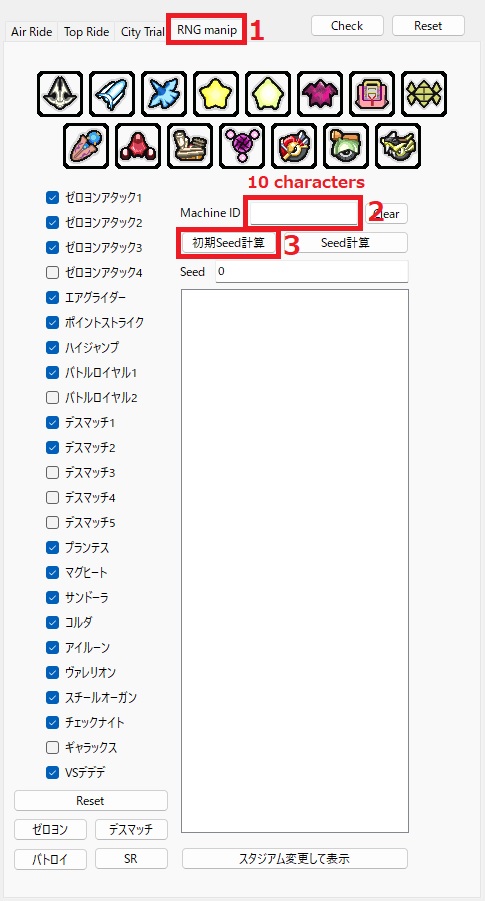 Air Ride
Top Ride
City Trial
RNG manip
1
Check
Reset
10 characters
Machine ID
2
Clear
初期Seed計算
3
Seed計算
Seed
0
ゼロヨンアタック1
ゼロヨンアタック2
ゼロヨンアタック3
ゼロヨンアタック4
エアグライダー
ポイントストライク
ハイジャンプ
バトルロイヤル1
バトルロイヤル2
デスマッチ1
デスマッチ2
デスマッチ3
デスマッチ4
デスマッチ5
プランテス
マグヒート
サンドーラ
コルダ
アイルーン
ヴァレリオン
スチールオーガン
チェックナイト
ギャラックス
VSデデデ
Reset
ゼロヨン
デスマッチ
バトロイ
SR
スタジアム変更して表示